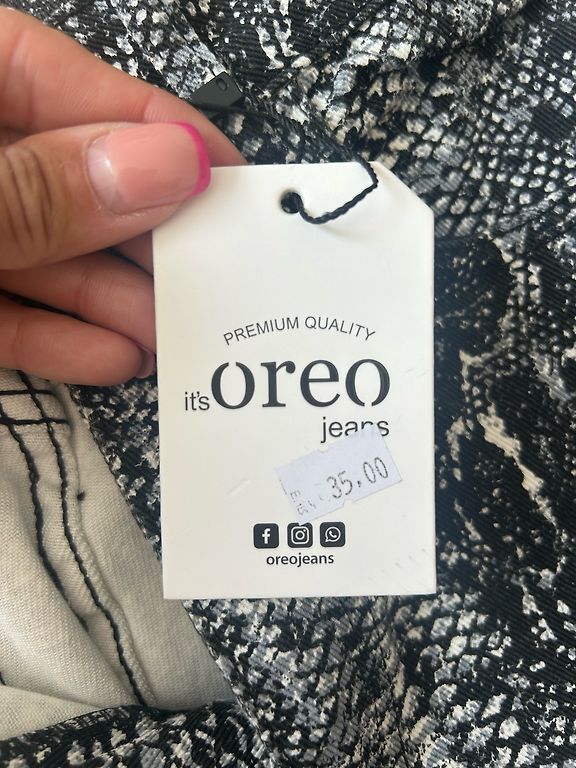 PREMIUM QUALITY
it's oreo
jeans
35.00
oreojeans